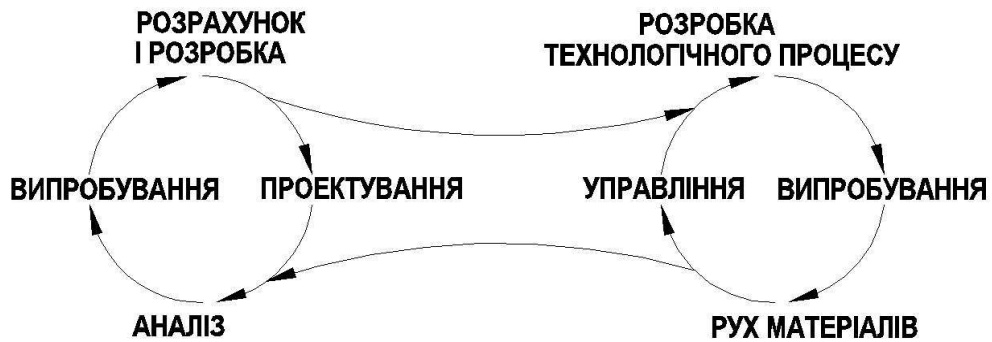 РОЗРАХУНОК
І РОЗРОБКА
РОЗРОБКА
ТЕХНОЛОГІЧНОГО ПРОЦЕСУ
ВИПРОБУВАННЯ
ПРОЕКТУВАННЯ
УПРАВЛІННЯ
ВИПРОБУВАННЯ
АНАЛІЗ
РУХ МАТЕРІАЛІВ